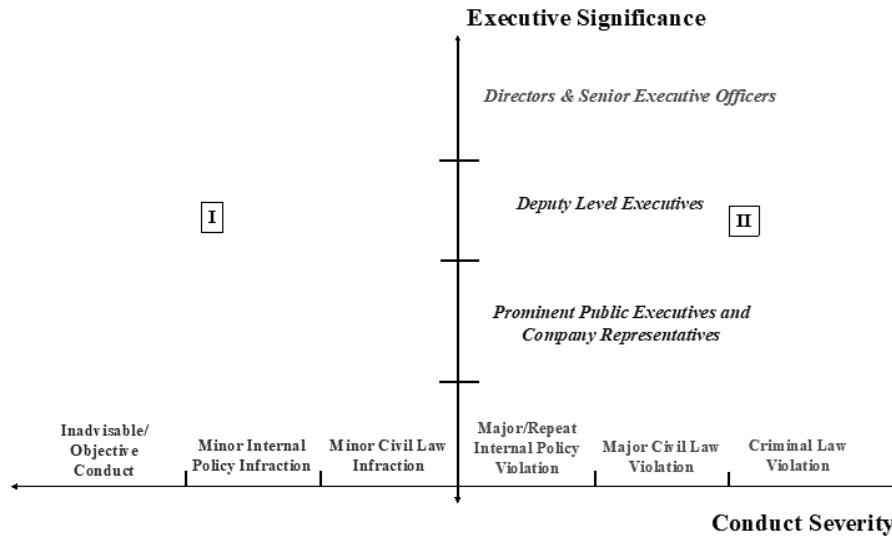 Executive Significance
Directors & Senior Executive Officers
I
Deputy Level Executives
II
Prominent Public Executives and
Company Representatives
Inadvisable/
Objective
Conduct
Minor Internal
Policy Infraction
Minor Civil Law
Infraction
Major/Repeat
Internal Policy
Violation
Major Civil Law
Violation
Criminal Law
Violation
Conduct Severity